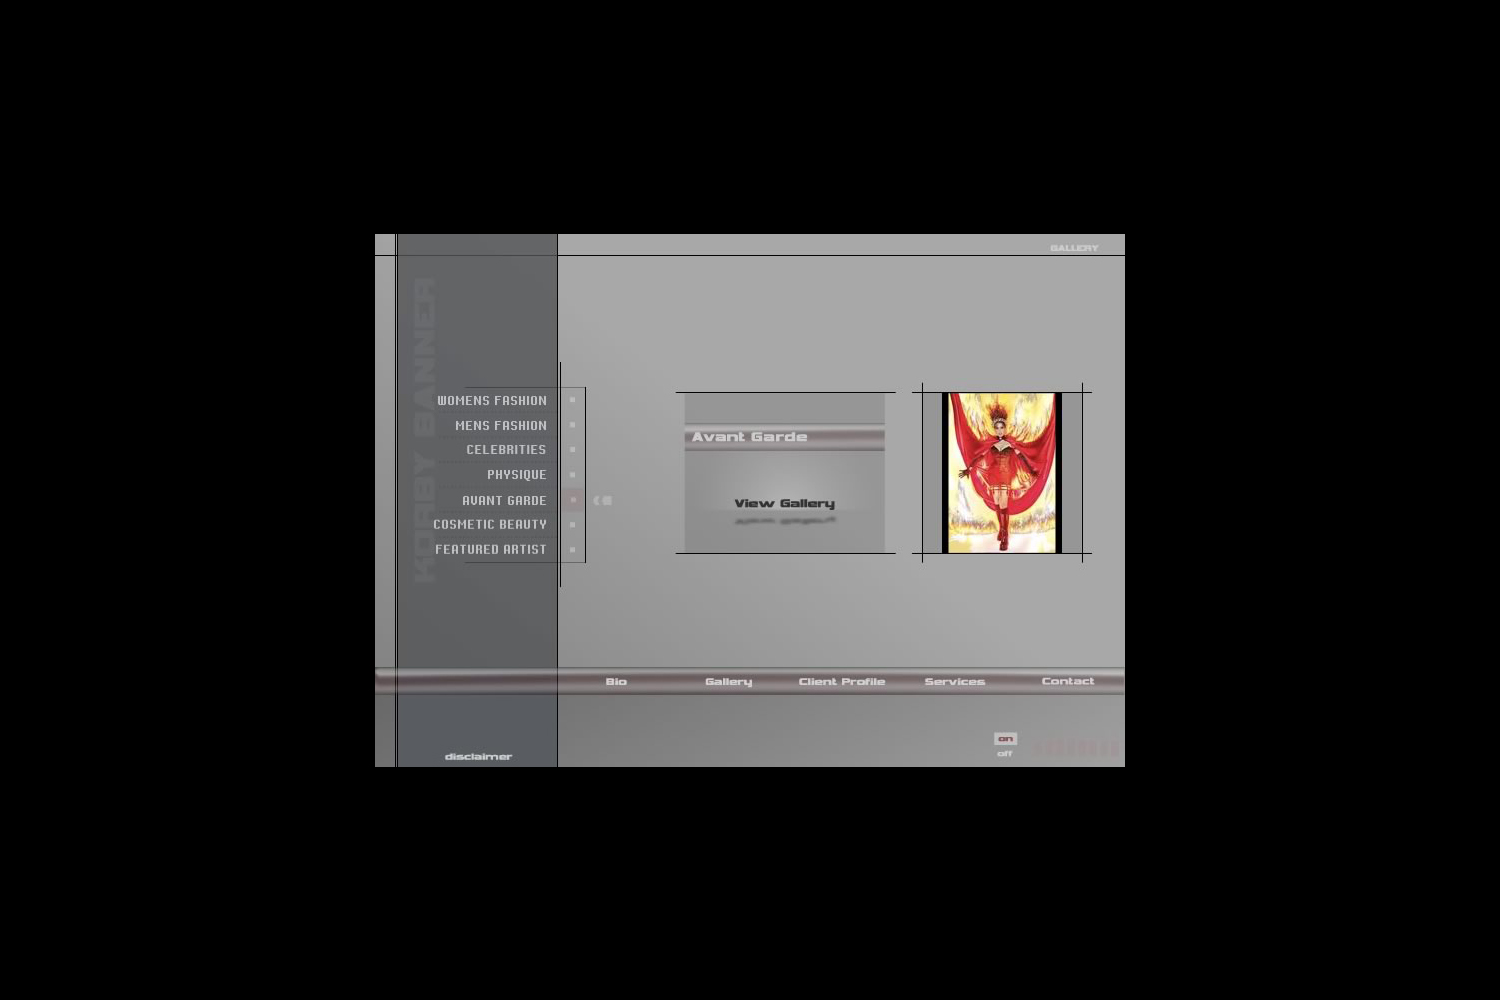 GALLERY
KOBBY BANNER
WOMENS FASHION
MENS FASHION
CELEBRITIES
PHYSIQUE
AVANT GARDE
COSMETIC BEAUTY
FEATURED ARTIST
Avant Garde
View Gallery
Bio
Gallery
Client Profile
Services
Contact
disclaimer
on
off